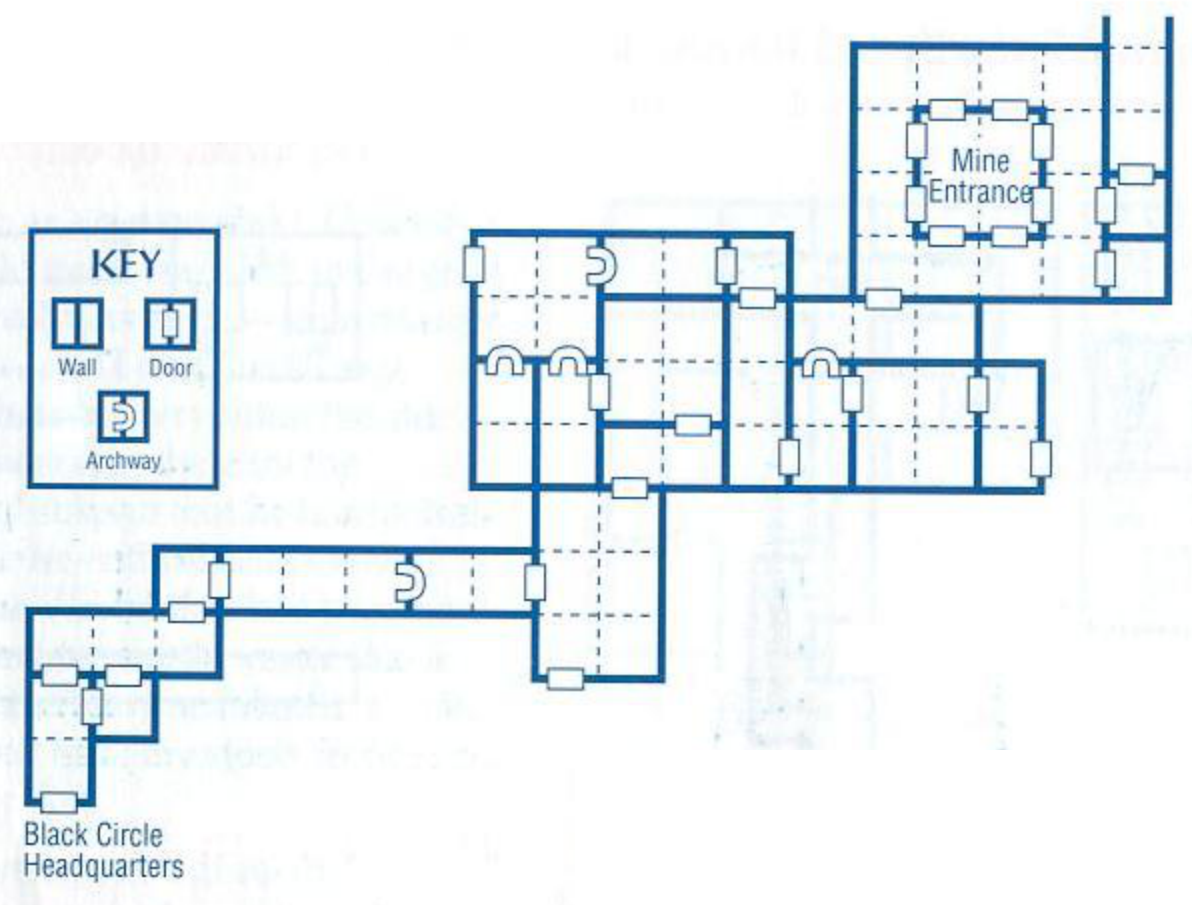 Mine
Entrance
KEY
Wall Door
Archway
Black Circle
Headquarters